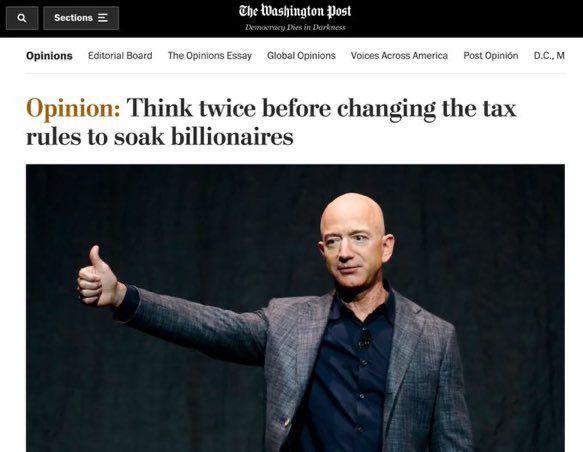 Sections
The Washington Post
Democracy Dies in Darkness
Opinions Editorial Board The Opinions Essay Global Opinions Voices Across America Post Opinión D.C., M
Opinion: Think twice before changing the tax
rules to soak billionaires